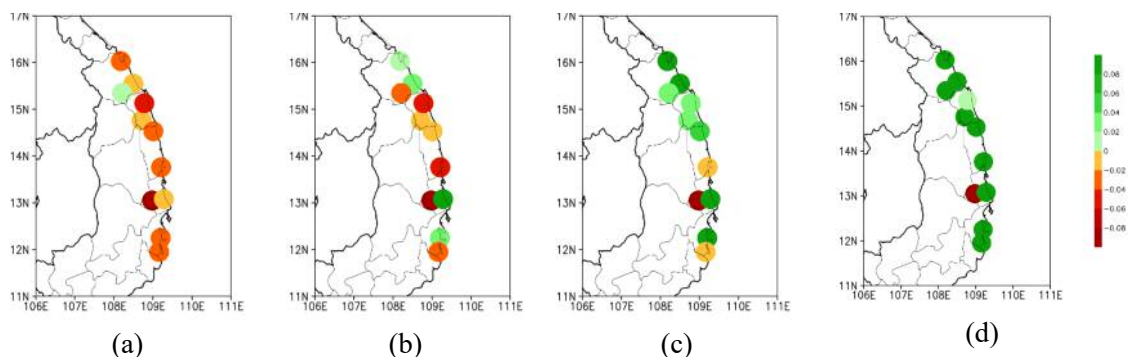 17N 17N 17N 17N
16N 16N 16N 16N
15N 15N 15N 15N
14N 14N 14N 14N
13N 13N 13N 13N
12N 12N 12N 12N
11N 11N 11N 11N
106E 107E 108E 109E 110E 111E 106E 107E 108E 109E 110E 111E 106E 107E 108E 109E 110E 111E 106E 107E 108E 109E 110E 111E
0.08
0.06
0.04
0.02
0
-0.02
-0.04
-0.06
-0.08
(a) (b) (c) (d)